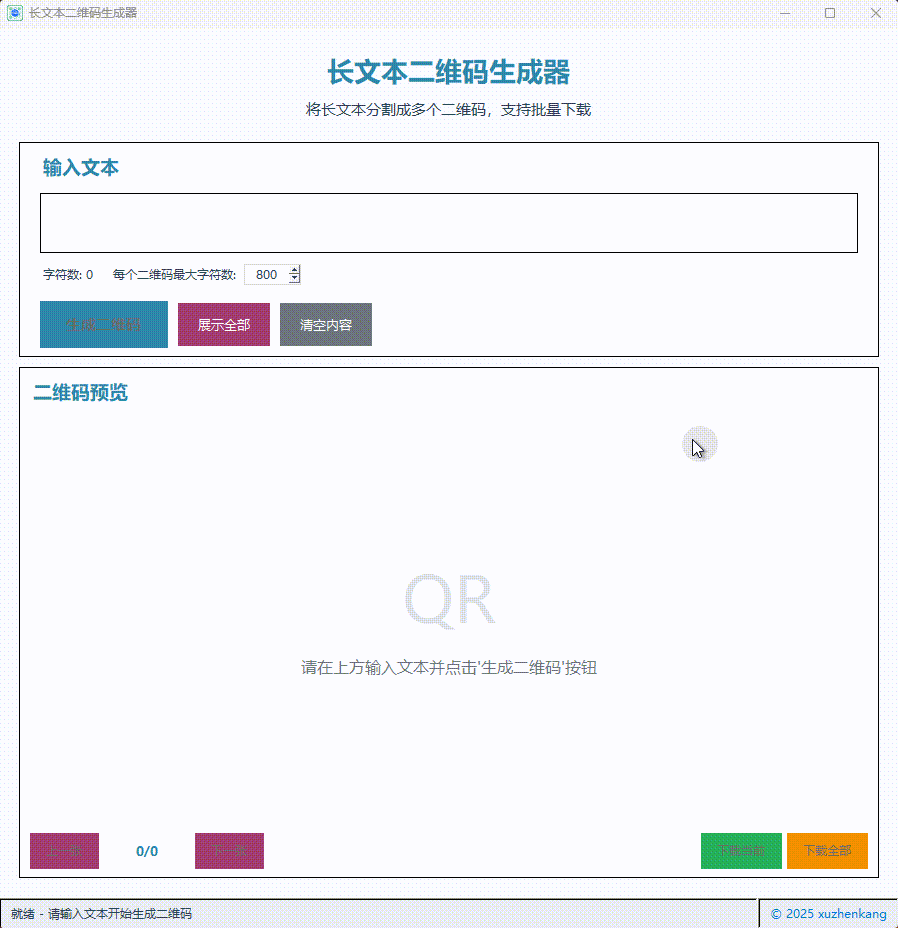 长文本二维码生成器
长文本二维码生成器
将长文本分割成多个二维码，支持批量下载
输入文本
字符数: 0 每个二维码最大字符数: 800
生成二维码 展示全部 清空内容
二维码预览
QR
请在上方输入文本并点击'生成二维码'按钮
0/0 下载当前 下载全部
就绪 - 请输入文本开始生成二维码 © 2025 xuzhenkang